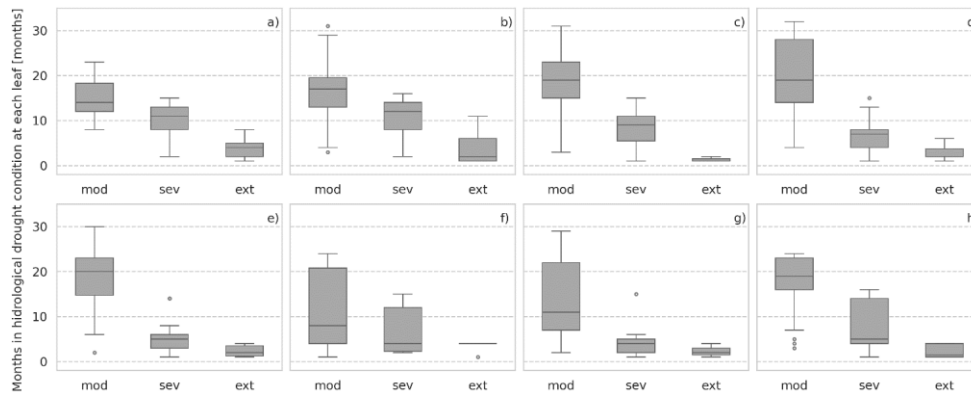 Months in hidrological drought condition at each leaf [months]
a) b) c) d
30
20
10
0
mod sev ext mod sev ext mod sev ext mod sev ext
e) f) g) h
30
20
10
0
mod sev ext mod sev ext mod sev ext mod sev ext